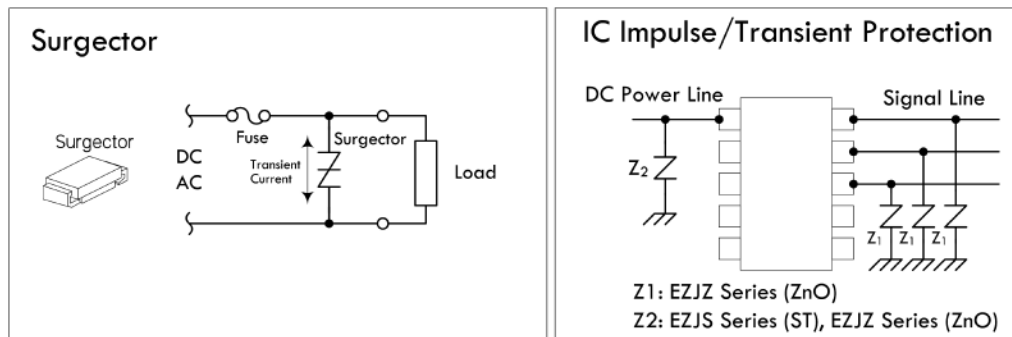 Surgector
Surgector
Fuse
Surgector
DC
AC
Transient
Current
Load
IC Impulse/Transient Protection
DC Power Line
Signal Line
Z2
Z1
Z1
Z1
Z1: EZJZ Series (ZnO)
Z2: EZJS Series (ST), EZJZ Series (ZnO)